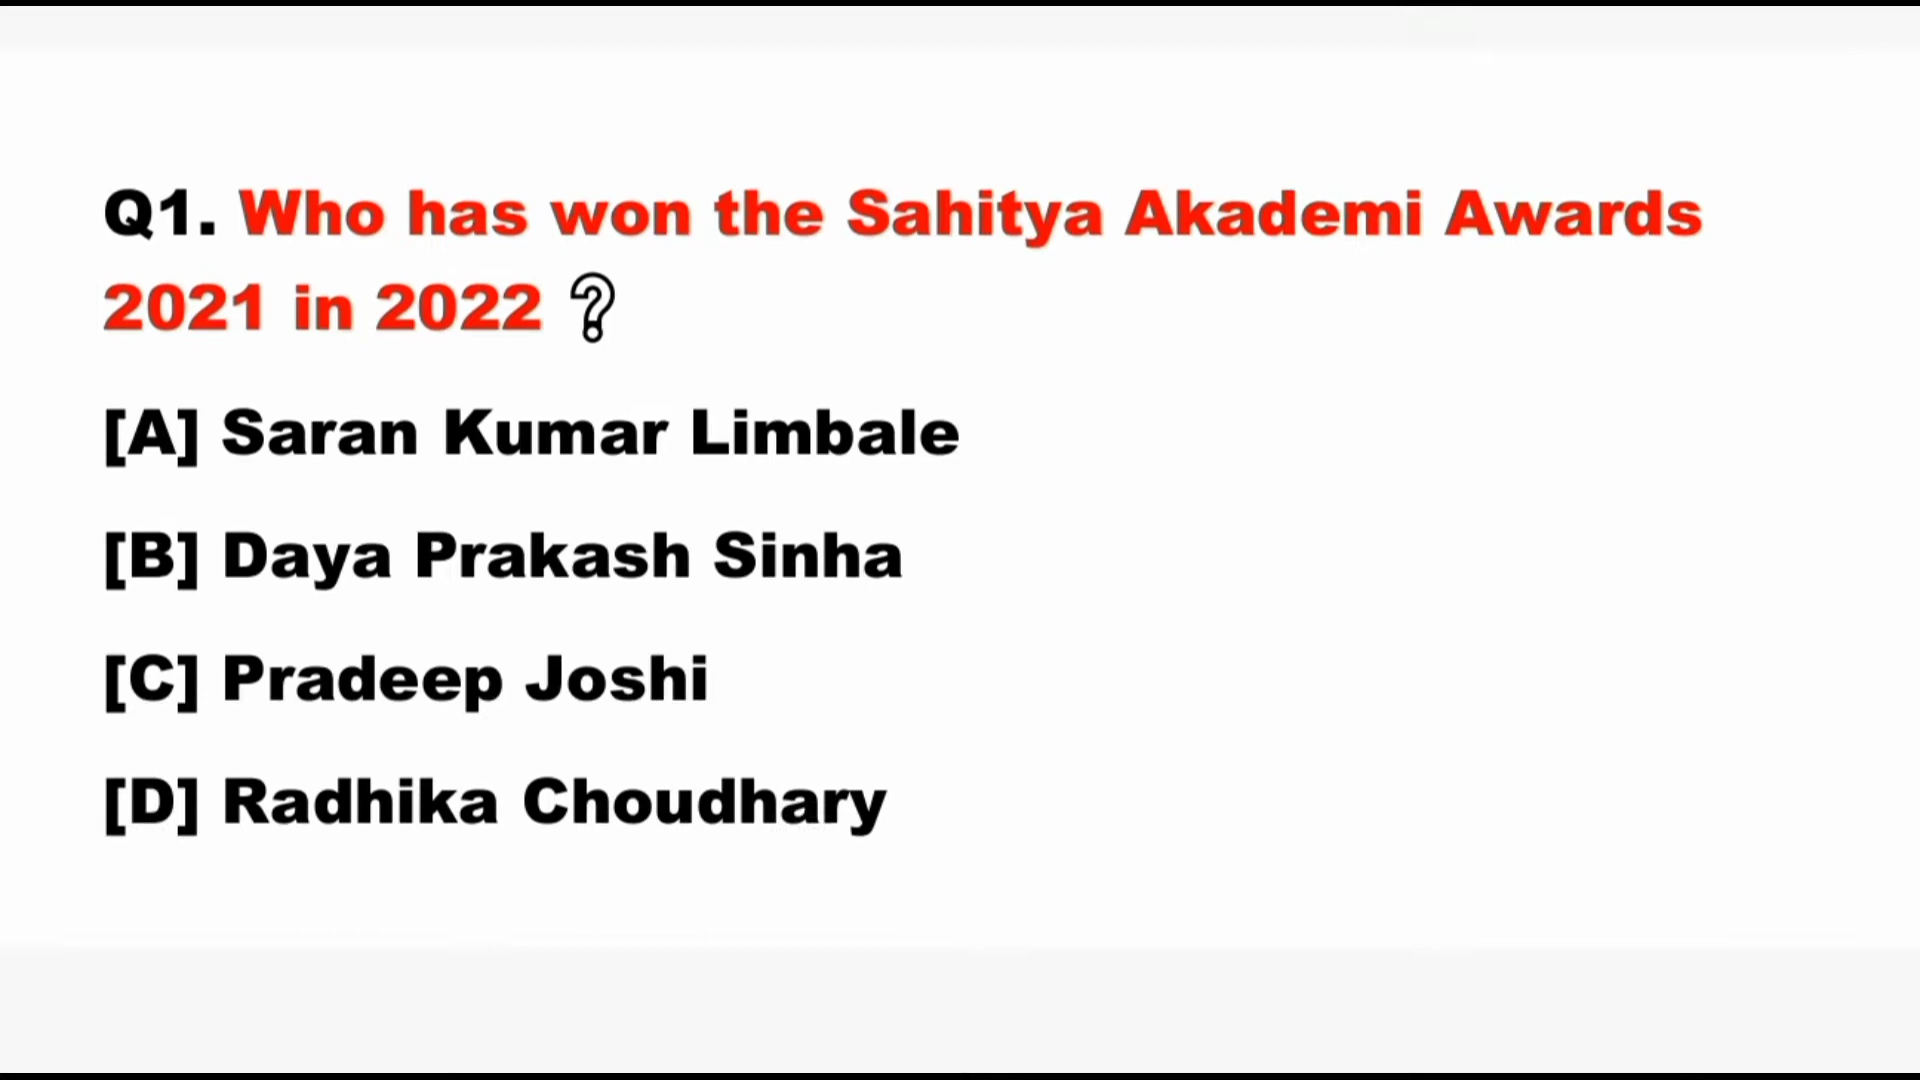 Q1. Who has won the Sahitya Akademi Awards
2021 in 2022 ?
[A] Saran Kumar Limbale
[B] Daya Prakash Sinha
[C] Pradeep Joshi
[D] Radhika Choudhary